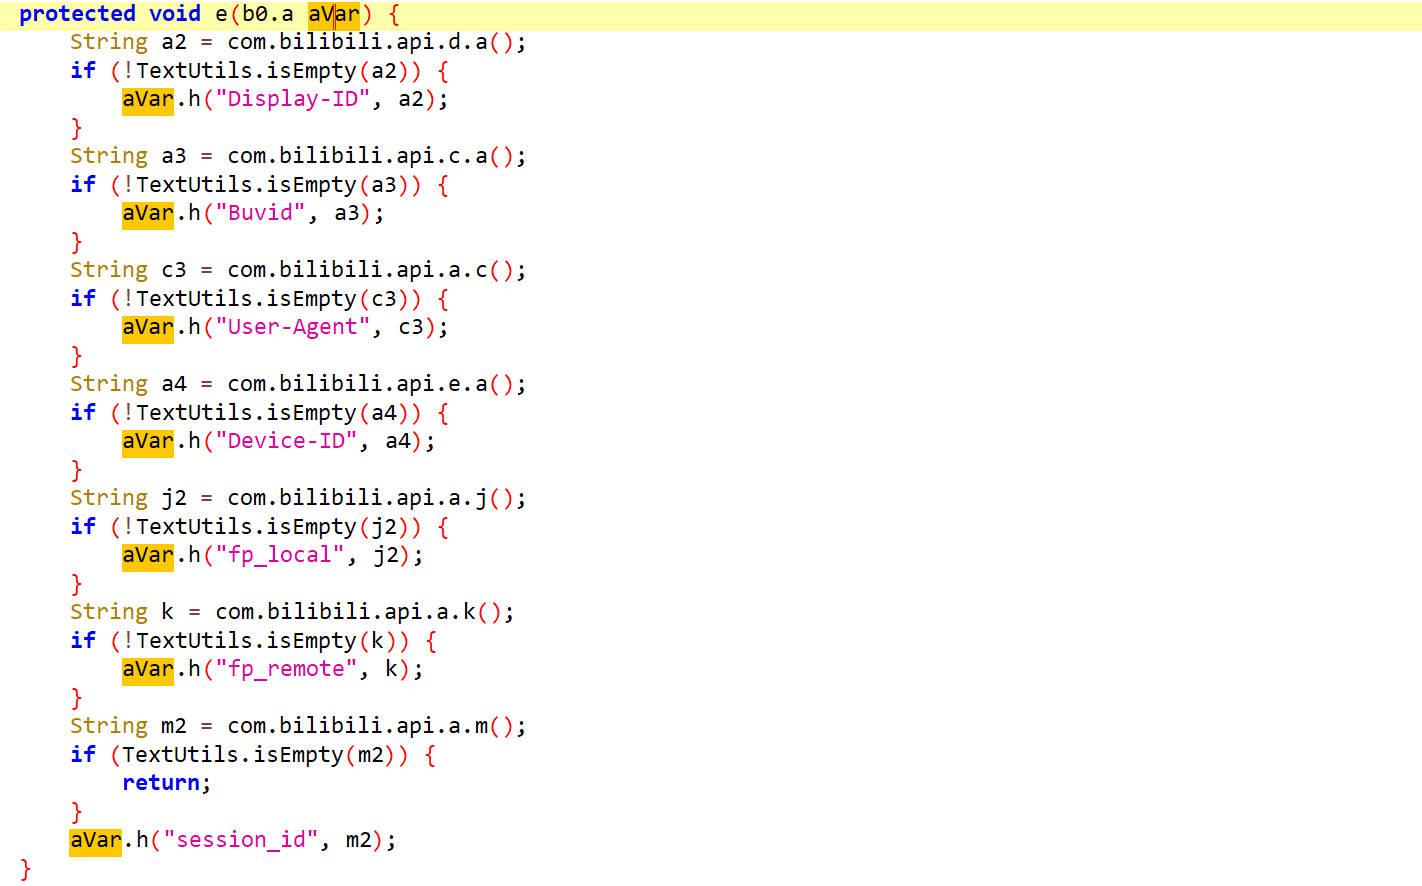 protected void e(b0.a aVar) {
    String a2 = com.bilibili.api.d.a();
    if (!TextUtils.isEmpty(a2)) {
        aVar.h("Display-ID", a2);
    }
    String a3 = com.bilibili.api.c.a();
    if (!TextUtils.isEmpty(a3)) {
        aVar.h("Buvid", a3);
    }
    String c3 = com.bilibili.api.a.c();
    if (!TextUtils.isEmpty(c3)) {
        aVar.h("User-Agent", c3);
    }
    String a4 = com.bilibili.api.e.a();
    if (!TextUtils.isEmpty(a4)) {
        aVar.h("Device-ID", a4);
    }
    String j2 = com.bilibili.api.a.j();
    if (!TextUtils.isEmpty(j2)) {
        aVar.h("fp_local", j2);
    }
    String k = com.bilibili.api.a.k();
    if (!TextUtils.isEmpty(k)) {
        aVar.h("fp_remote", k);
    }
    String m2 = com.bilibili.api.a.m();
    if (TextUtils.isEmpty(m2)) {
        return;
    }
    aVar.h("session_id", m2);
}